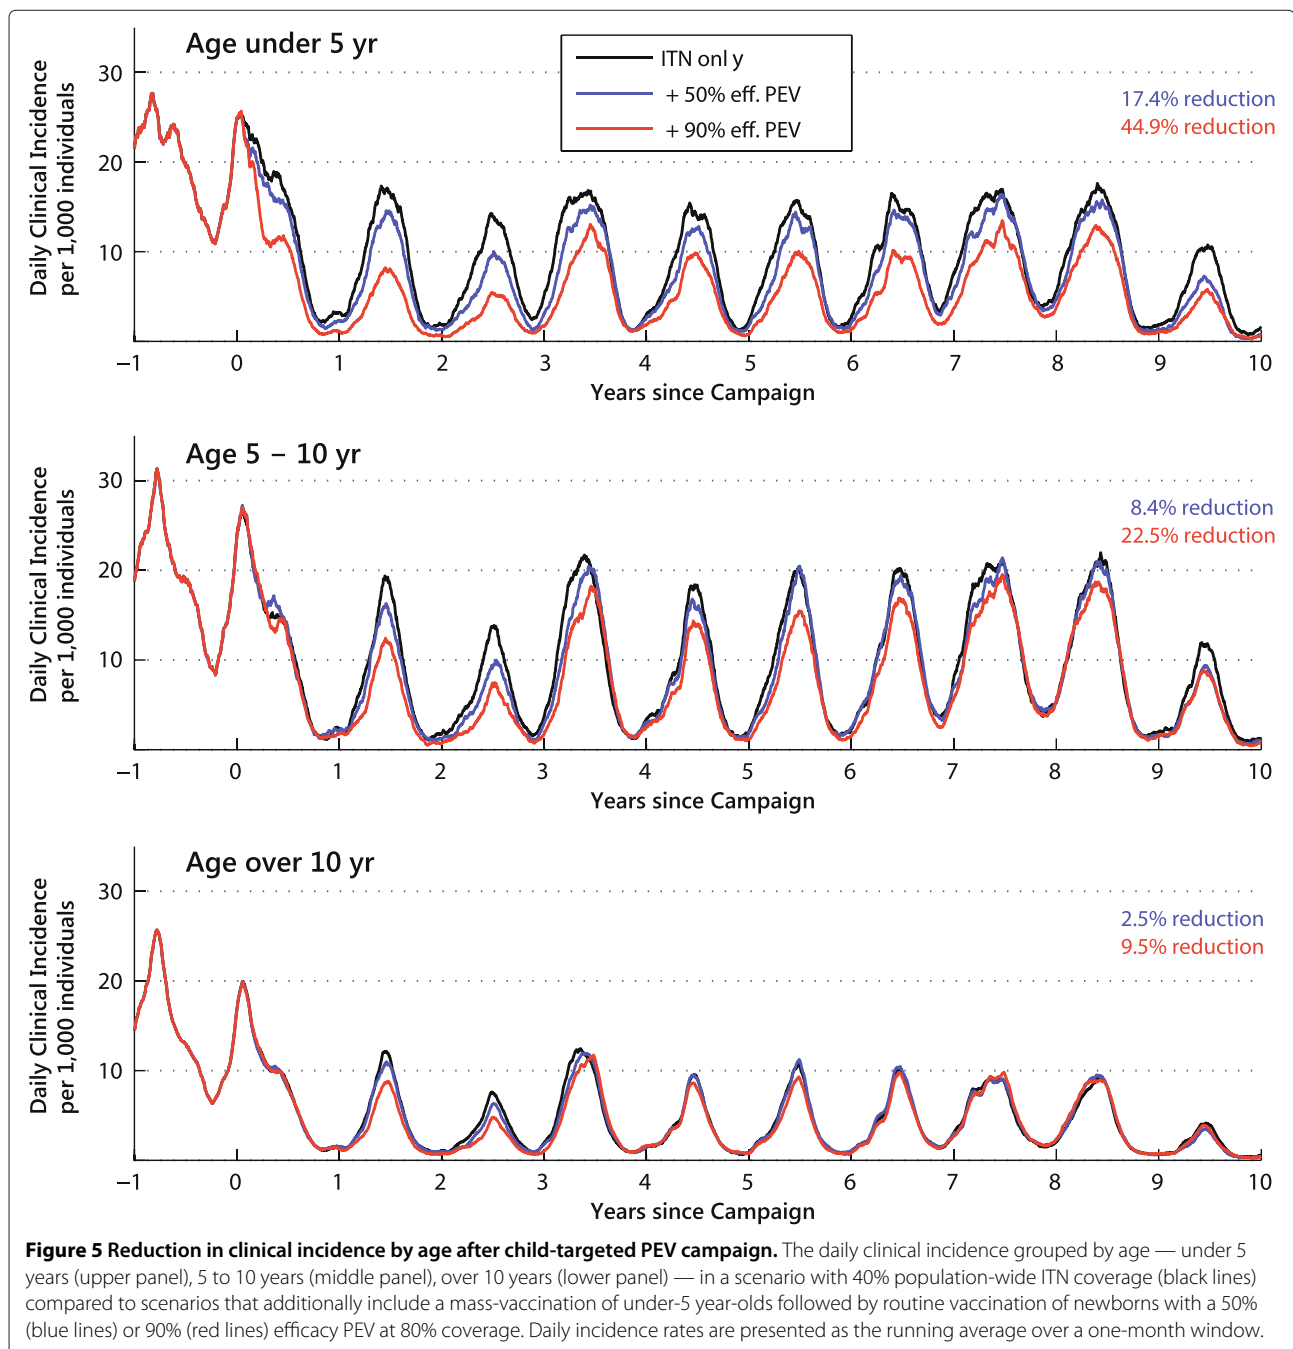 Age under 5 yr
ITN onl y
+ 50% eff. PEV
+ 90% eff. PEV
17.4% reduction
44.9% reduction
Daily Clinical Incidence
per 1,000 individuals
30
20
10
−1 0 1 2 3 4 5 6 7 8 9 10
Years since Campaign
Age 5 – 10 yr
8.4% reduction
22.5% reduction
Daily Clinical Incidence
per 1,000 individuals
30
20
10
−1 0 1 2 3 4 5 6 7 8 9 10
Years since Campaign
Age over 10 yr
2.5% reduction
9.5% reduction
Daily Clinical Incidence
per 1,000 individuals
30
20
10
−1 0 1 2 3 4 5 6 7 8 9 10
Years since Campaign
Figure 5 Reduction in clinical incidence by age after child-targeted PEV campaign. The daily clinical incidence grouped by age — under 5
years (upper panel), 5 to 10 years (middle panel), over 10 years (lower panel) — in a scenario with 40% population-wide ITN coverage (black lines)
compared to scenarios that additionally include a mass-vaccination of under-5 year-olds followed by routine vaccination of newborns with a 50%
(blue lines) or 90% (red lines) efficacy PEV at 80% coverage. Daily incidence rates are presented as the running average over a one-month window.